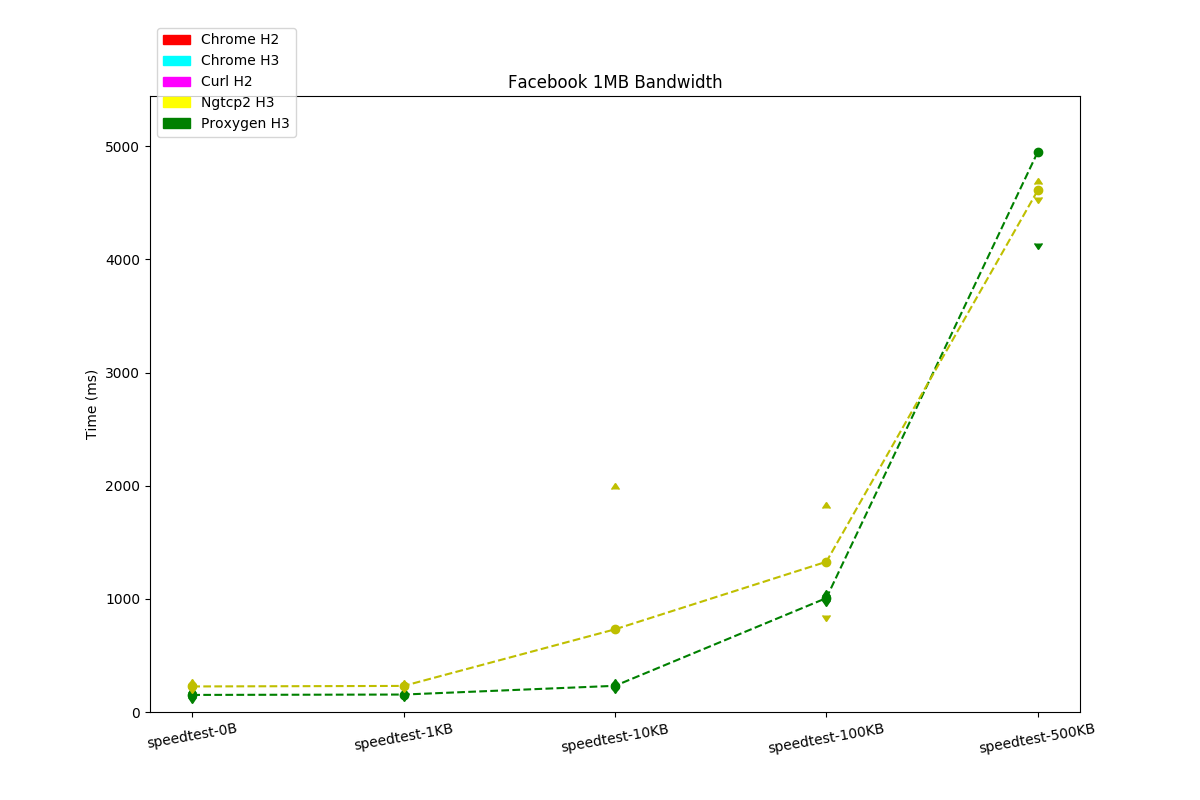 Chrome H2
Chrome H3
Curl H2
Ngtcp2 H3
Proxygen H3
Facebook 1MB Bandwidth
5000
4000
3000
2000
1000
0
Time (ms)
speedtest-0B
speedtest-1KB
speedtest-10KB
speedtest-100KB
speedtest-500KB